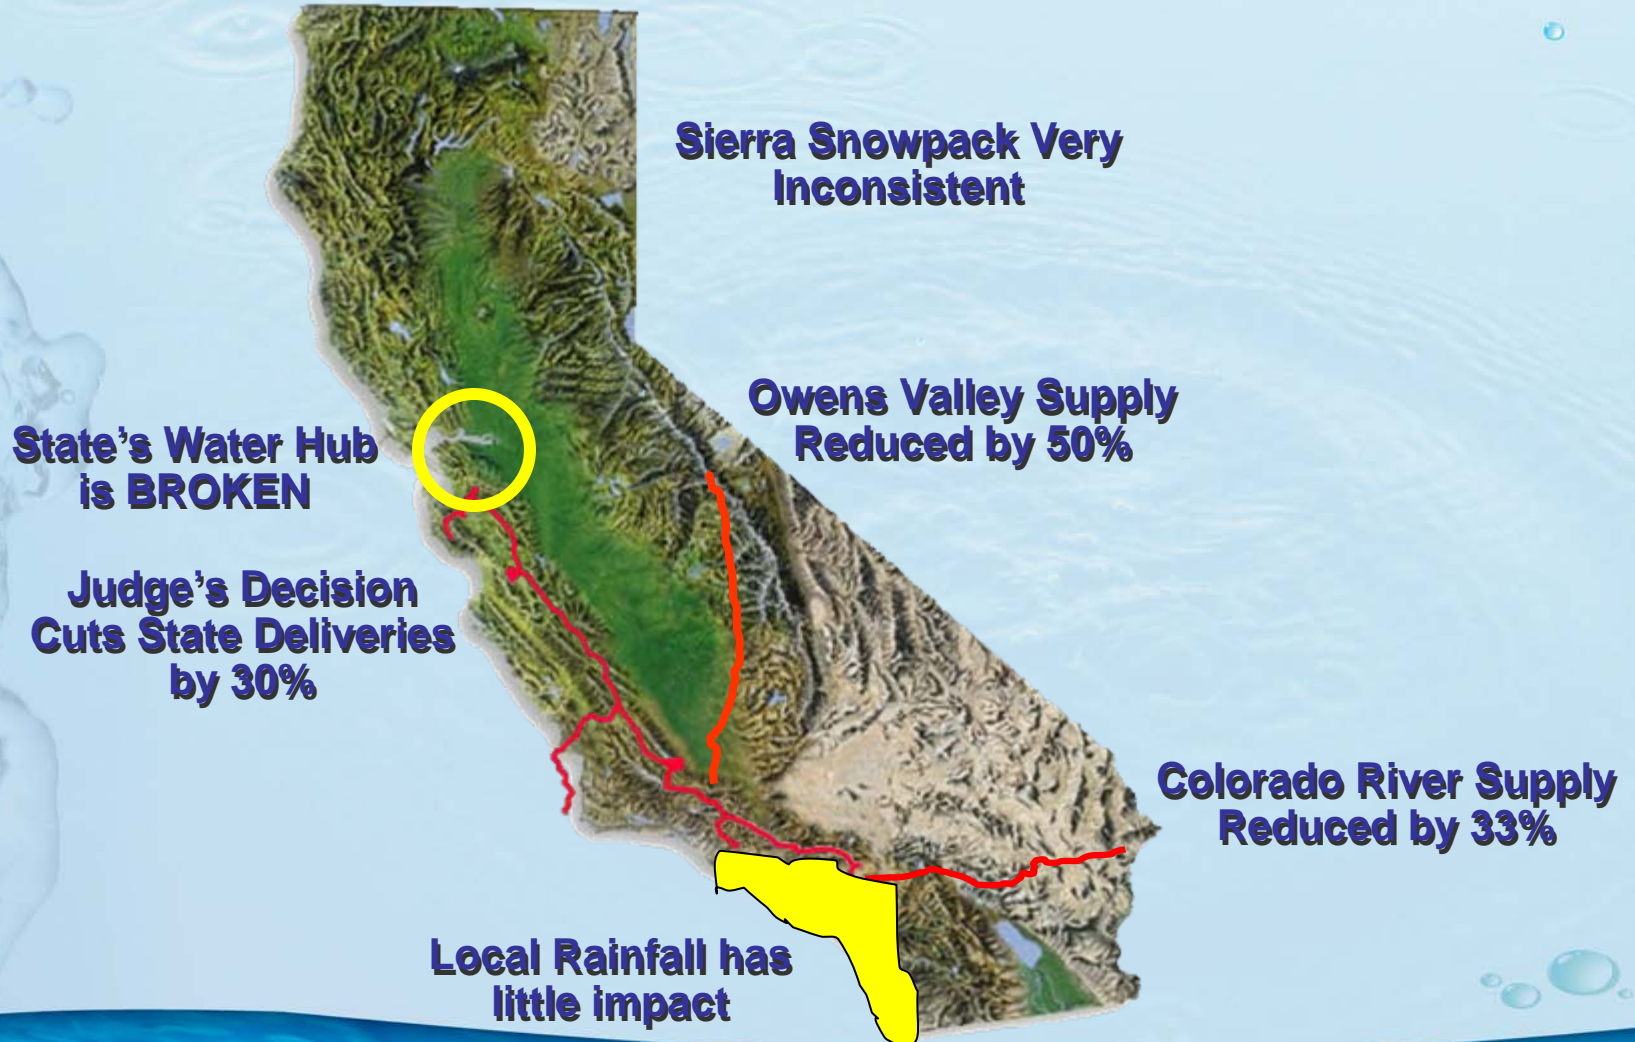 Sierra Snowpack Very
Inconsistent
Owens Valley Supply
Reduced by 50%
State’s Water Hub
is BROKEN
Judge’s Decision
Cuts State Deliveries
by 30%
Colorado River Supply
Reduced by 33%
Local Rainfall has
little impact